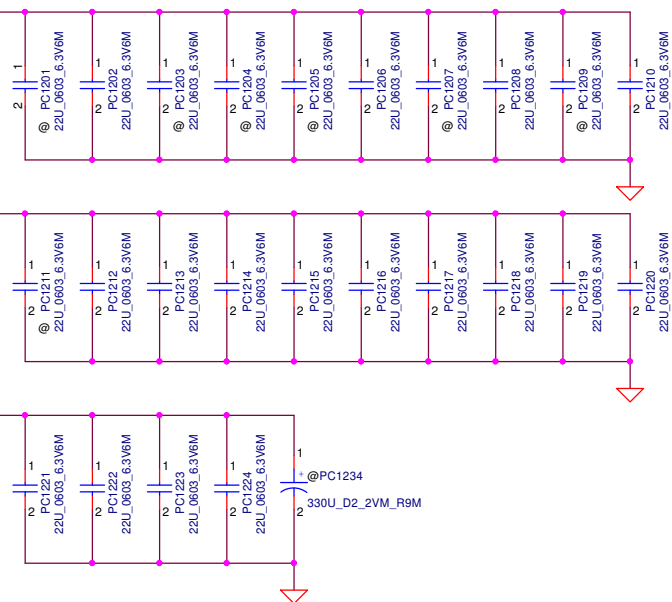 1
2
@ PC1201
22U_0603_6.3V6M
1
2
PC1202
22U_0603_6.3V6M
1
2
@ PC1203
22U_0603_6.3V6M
1
2
@ PC1204
22U_0603_6.3V6M
1
2
@ PC1205
22U_0603_6.3V6M
1
2
PC1206
22U_0603_6.3V6M
1
2
@ PC1207
22U_0603_6.3V6M
1
2
PC1208
22U_0603_6.3V6M
1
2
@ PC1209
22U_0603_6.3V6M
1
2
PC1210
22U_0603_6.3V6M
1
2
@ PC1211
22U_0603_6.3V6M
1
2
PC1212
22U_0603_6.3V6M
1
2
PC1213
22U_0603_6.3V6M
1
2
PC1214
22U_0603_6.3V6M
1
2
PC1215
22U_0603_6.3V6M
1
2
PC1216
22U_0603_6.3V6M
1
2
PC1217
22U_0603_6.3V6M
1
2
PC1218
22U_0603_6.3V6M
1
2
PC1219
22U_0603_6.3V6M
1
2
PC1220
22U_0603_6.3V6M
1
2
PC1221
22U_0603_6.3V6M
1
2
PC1222
22U_0603_6.3V6M
1
2
PC1223
22U_0603_6.3V6M
1
2
PC1224
22U_0603_6.3V6M
1
+ @PC1234
330U_D2_2VM_R9M
2